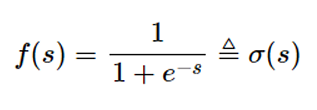 f(s) = 1 / (1 + e^{-s}) ≜ σ(s)